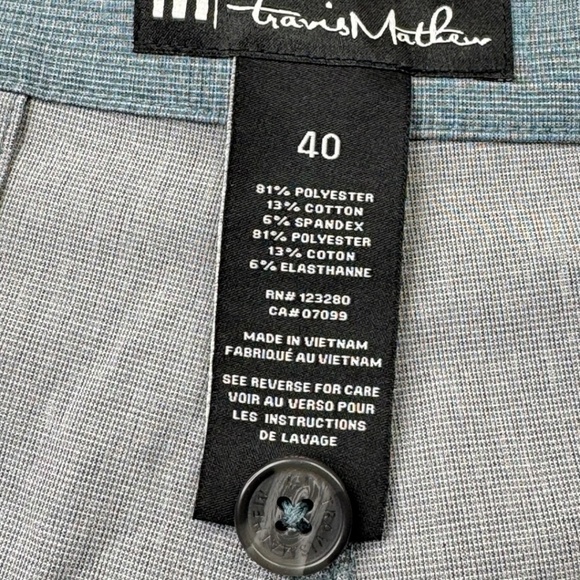 travisMathew
40
81% POLYESTER
13% COTTON
6% SPANDEX
81% POLYESTER
13% COTON
6% ELASTHANNE
RN# 123280
CA# 07099
MADE IN VIETNAM
FABRIQUÉ AU VIETNAM
SEE REVERSE FOR CARE
VOIR AU VERSO POUR
LES INSTRUCTIONS
DE LAVAGE